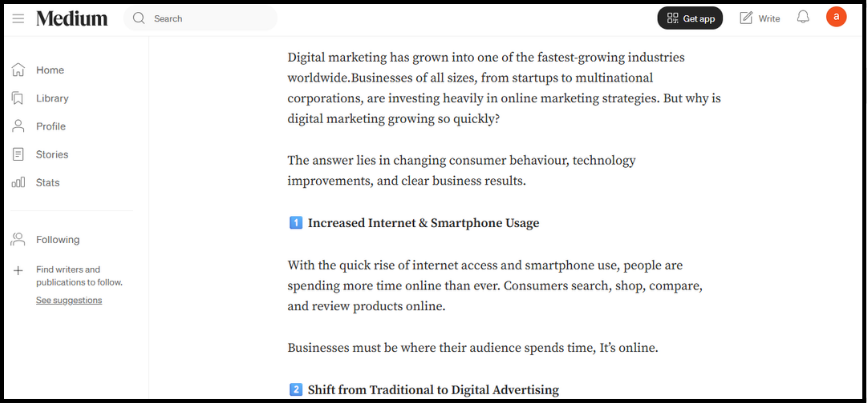 Medium
Search
Get app
Write
a
Home
Library
Profile
Stories
Stats
Following
Find writers and
publications to follow.
See suggestions
Digital marketing has grown into one of the fastest-growing industries
worldwide.Businesses of all sizes, from startups to multinational
corporations, are investing heavily in online marketing strategies. But why is
digital marketing growing so quickly?
The answer lies in changing consumer behaviour, technology
improvements, and clear business results.
1 Increased Internet & Smartphone Usage
With the quick rise of internet access and smartphone use, people are
spending more time online than ever. Consumers search, shop, compare,
and review products online.
Businesses must be where their audience spends time, It’s online.
2 Shift from Traditional to Digital Advertising